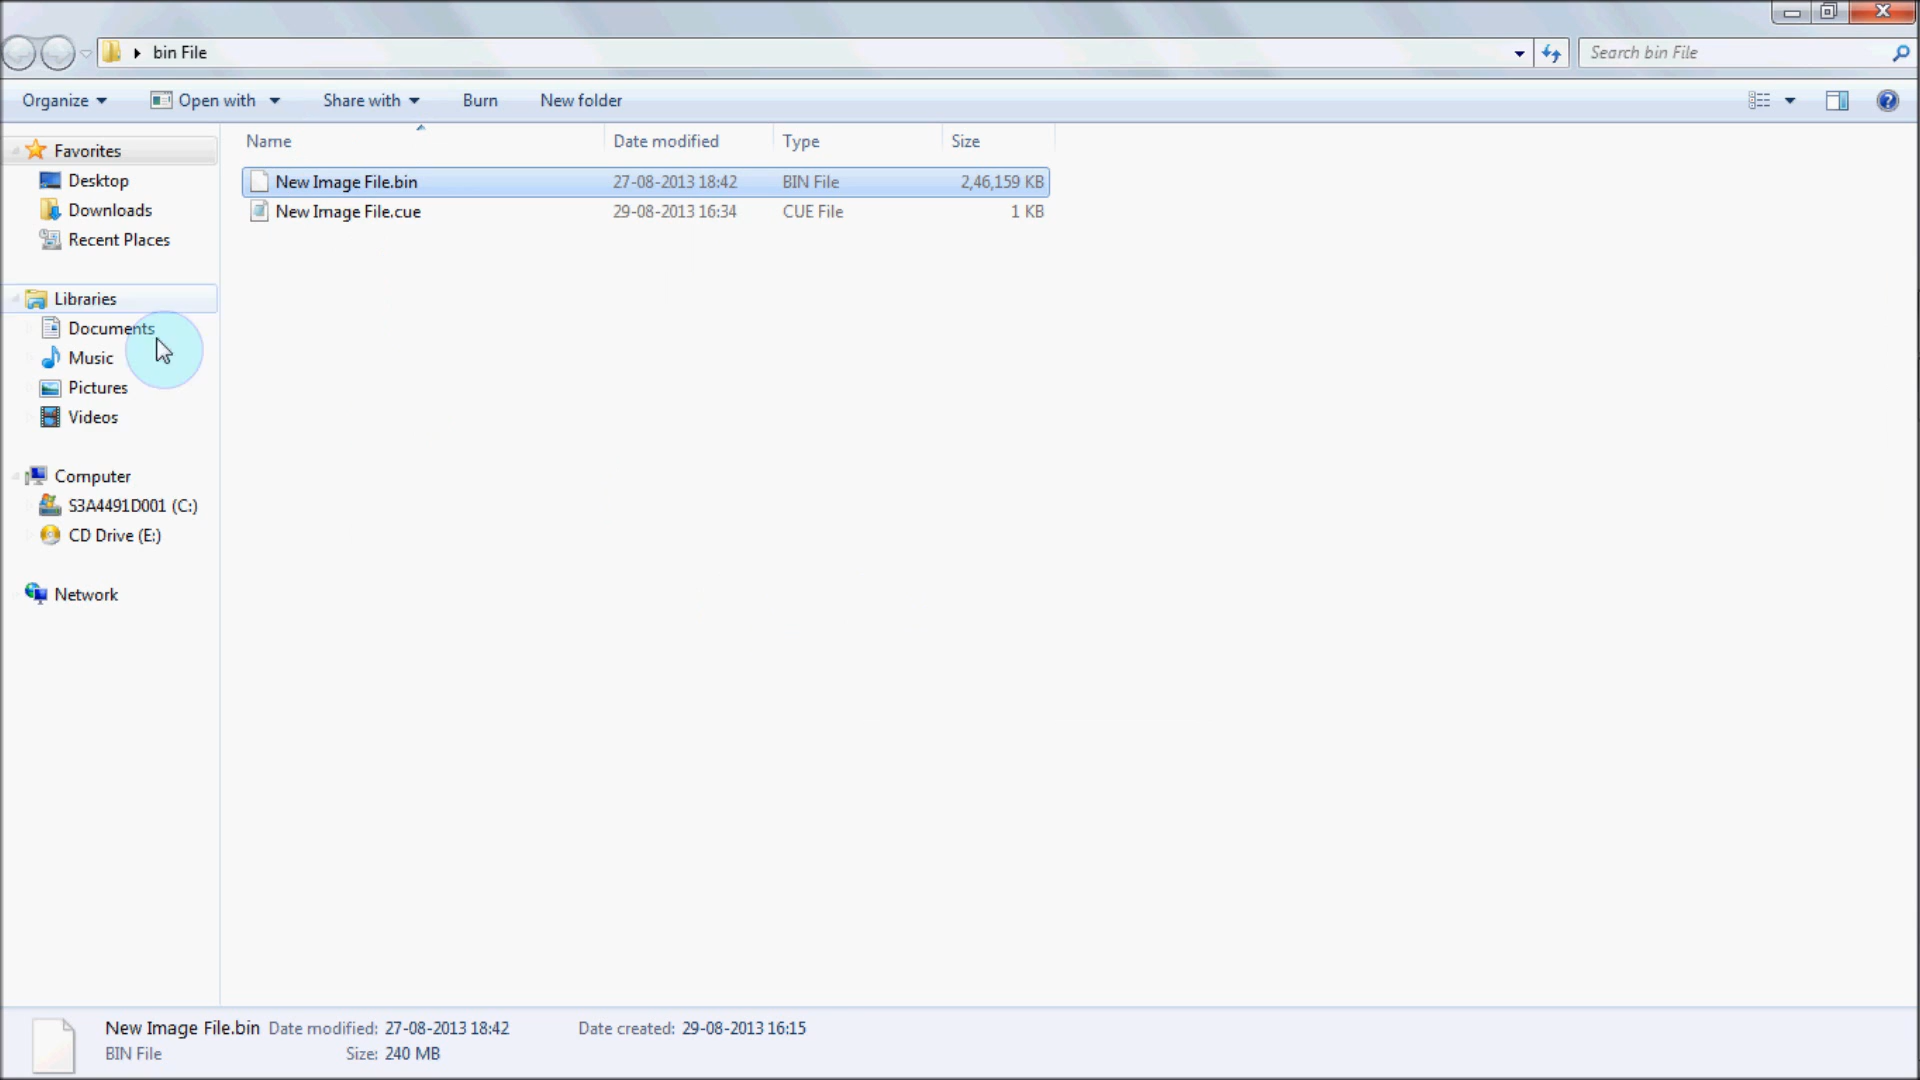 bin File
Search bin File
Organize Open with Share with Burn New folder
Name Date modified Type Size
Favorites
New Image File.bin 27-08-2013 18:42 BIN File 2,46,159 KB
Desktop
New Image File.cue 29-08-2013 16:34 CUE File 1 KB
Downloads
Recent Places
Libraries
Documents
Music
Pictures
Videos
Computer
S3A4491D001 (C:)
CD Drive (E:)
Network
New Image File.bin Date modified: 27-08-2013 18:42 Date created: 29-08-2013 16:15
BIN File Size: 240 MB